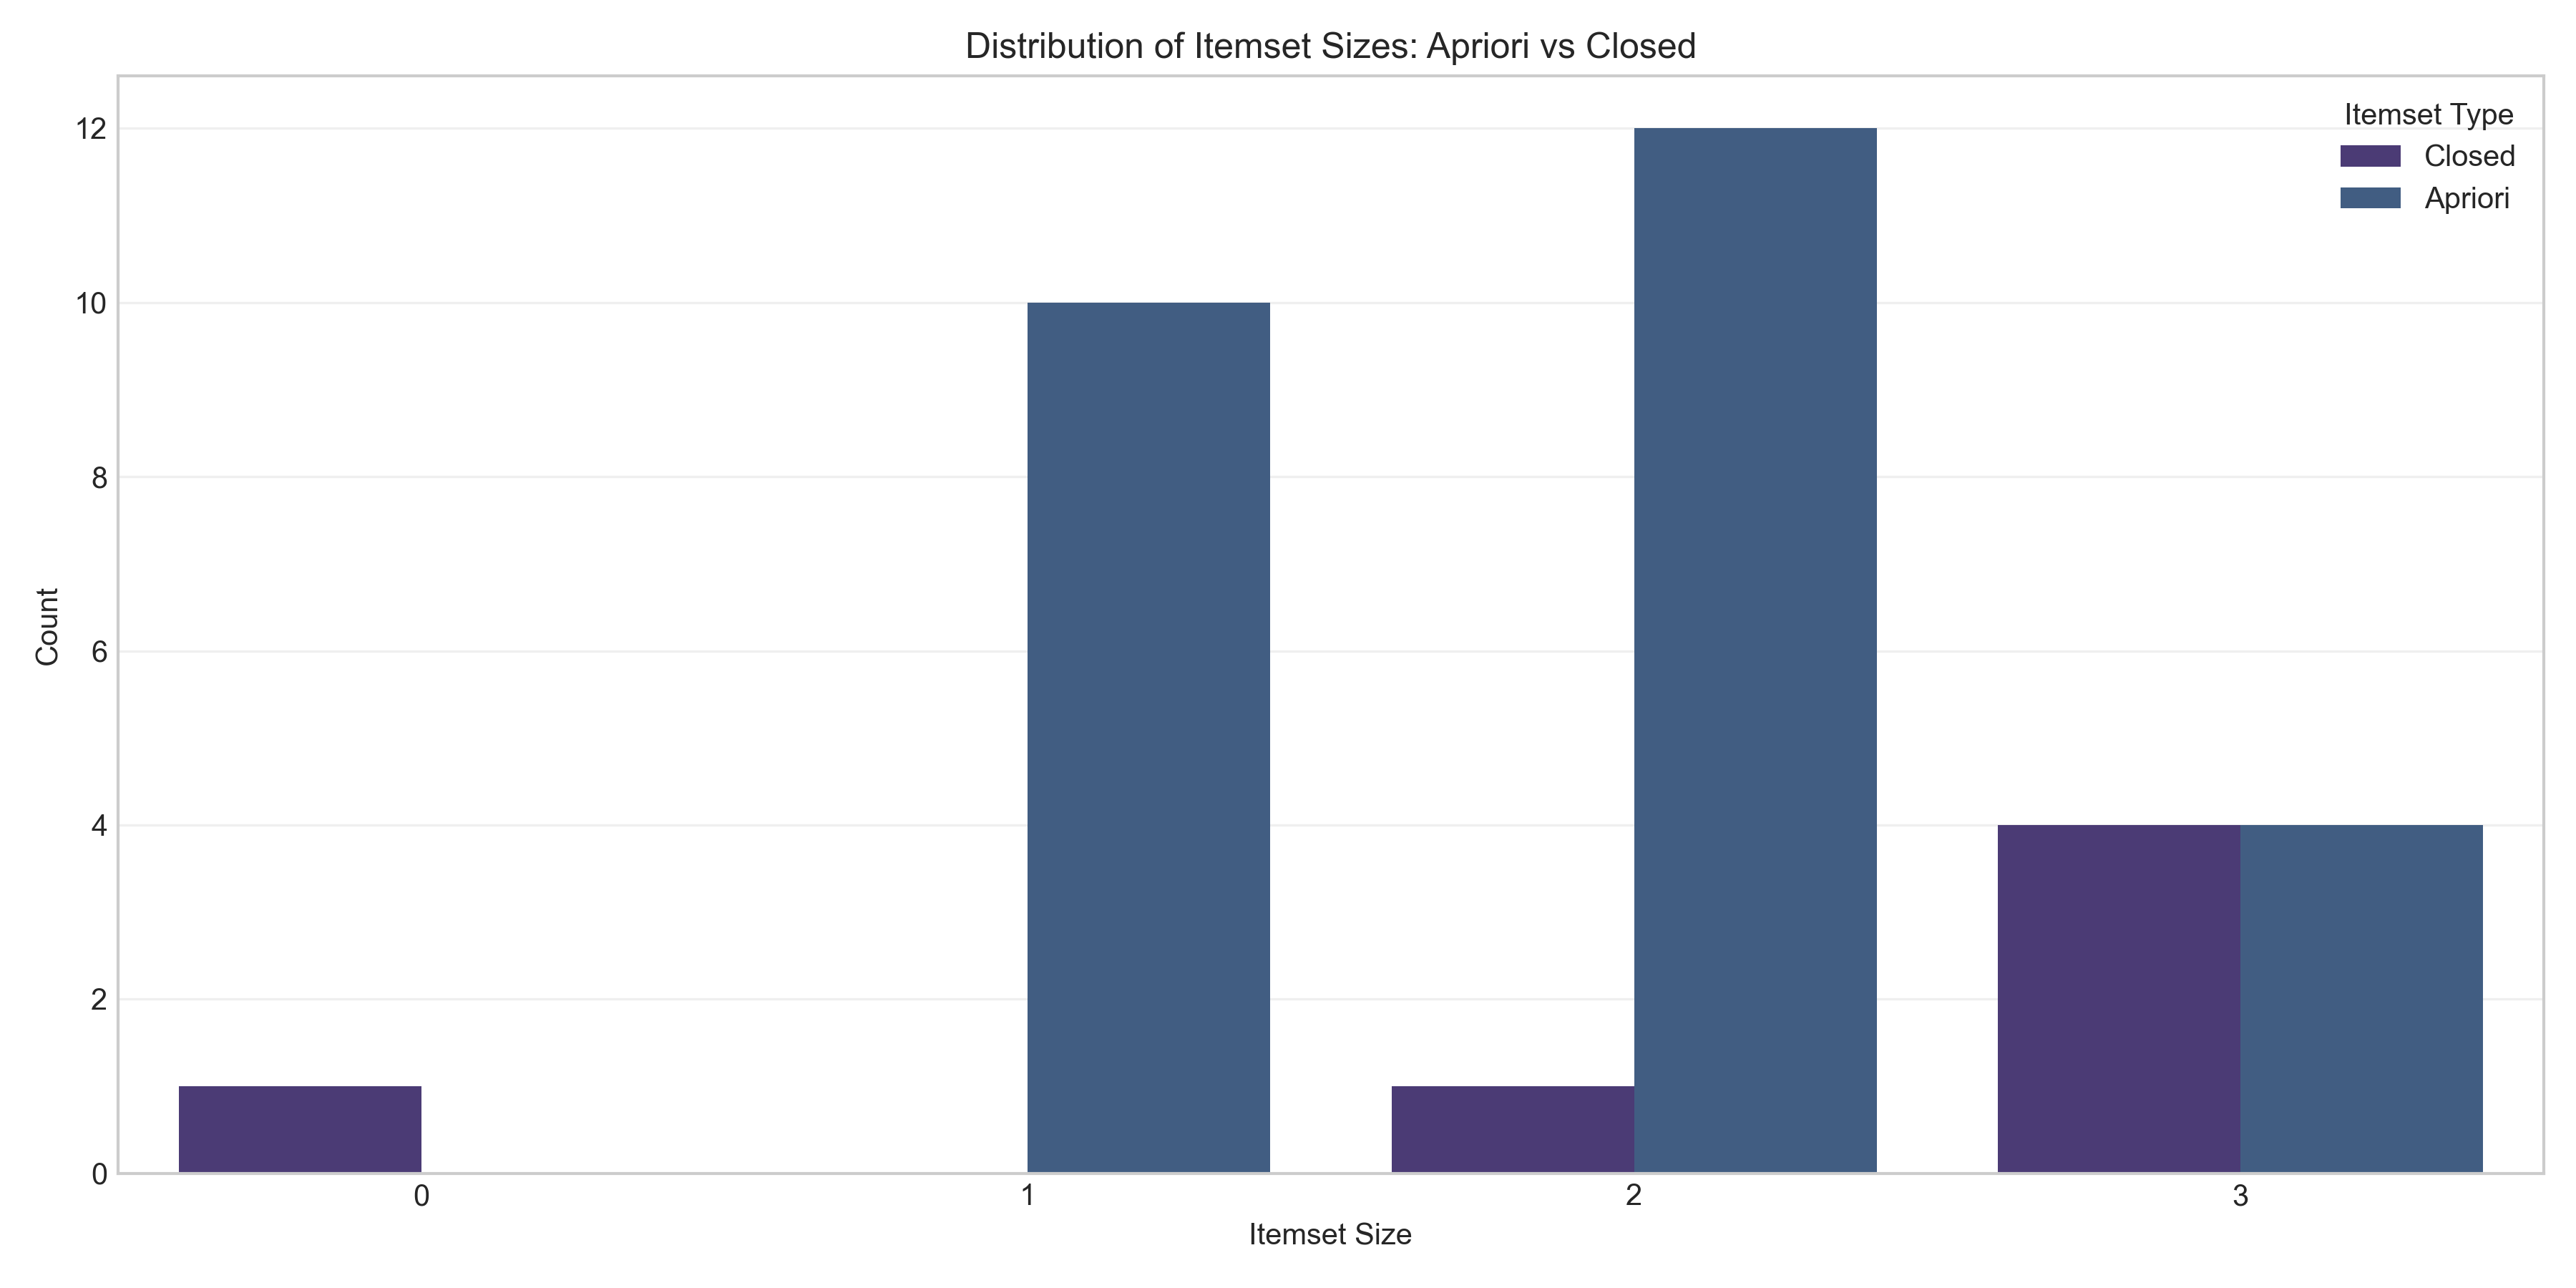 Distribution of Itemset Sizes: Apriori vs Closed
Itemset Type
Closed
Apriori
Count
12
10
8
6
4
2
0
0
1
2
3
Itemset Size